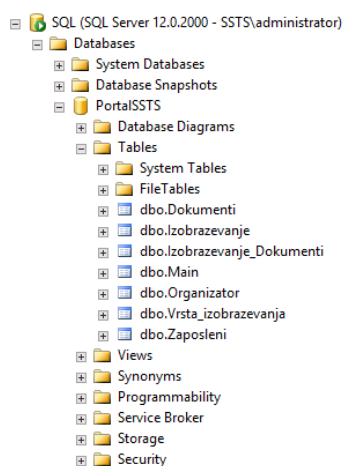 SQL (SQL Server 12.0.2000 - SSTS\administrator)
Databases
System Databases
Database Snapshots
PortalSSTS
Database Diagrams
Tables
System Tables
FileTables
dbo.Dokumenti
dbo.Izobrazevanje
dbo.Izobrazevanje_Dokumenti
dbo.Main
dbo.Organizator
dbo.Vrsta_izobrazevanja
dbo.Zaposleni
Views
Synonyms
Programmability
Service Broker
Storage
Security